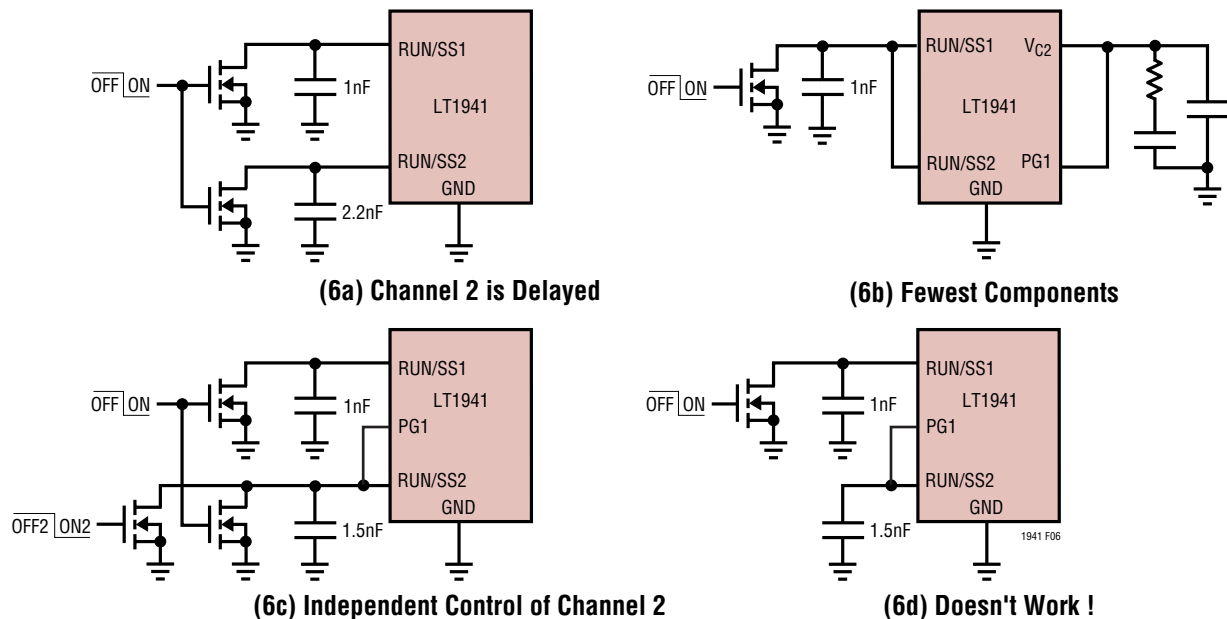 OFF ON
1nF
2.2nF
RUN/SS1
LT1941
RUN/SS2
GND
(6a) Channel 2 is Delayed
OFF ON
1nF
RUN/SS1
VC2
LT1941
RUN/SS2
PG1
GND
(6b) Fewest Components
OFF ON
OFF2 ON2
1nF
1.5nF
RUN/SS1
LT1941
PG1
RUN/SS2
GND
(6c) Independent Control of Channel 2
OFF ON
1nF
1.5nF
RUN/SS1
LT1941
PG1
RUN/SS2
GND
1941 F06
(6d) Doesn't Work !